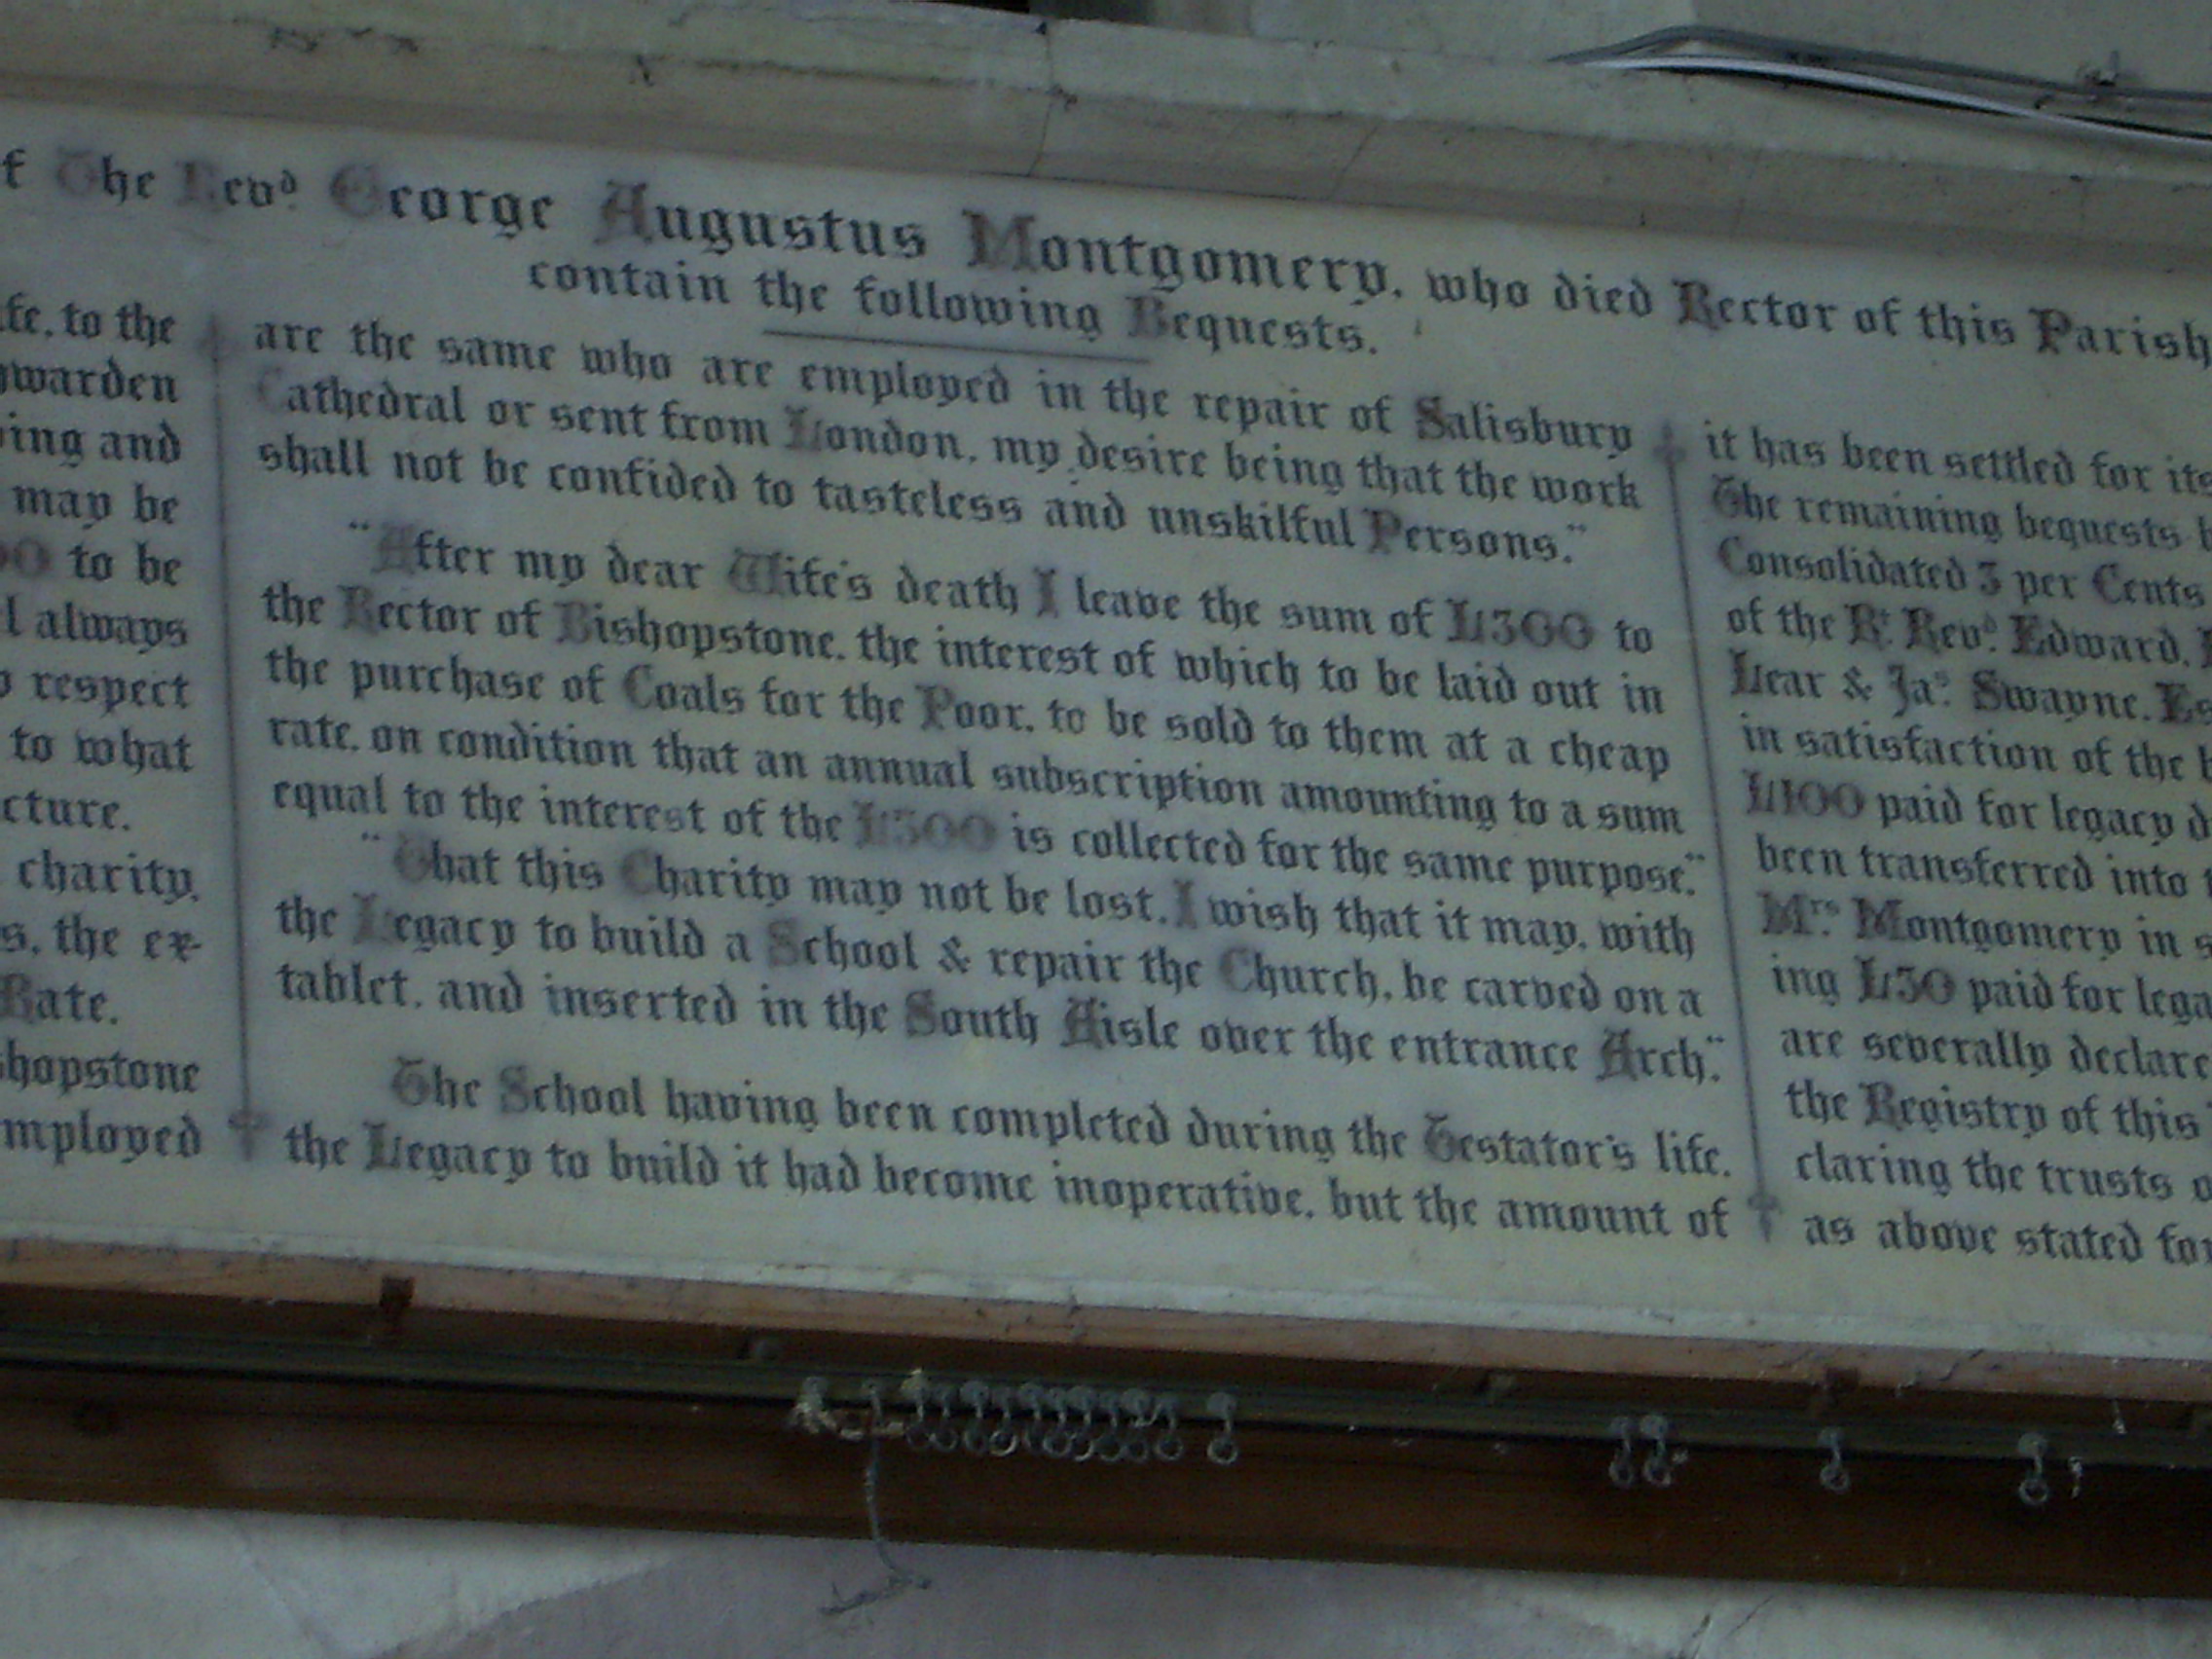 f The Revd. George Augustus Montgomery, who died Rector of this Parish
contain the following Bequests.
ife, to the
warden
ing and
may be
00 to be
l always
respect
to what
cture.
charity,
s, the ex-
Rate.
shopstone
mployed
are the same who are employed in the repair of Salisbury
Cathedral or sent from London, my desire being that the work
shall not be confided to tasteless and unskilful Persons."
"After my dear Wife's death I leave the sum of £300 to
the Rector of Bishopstone, the interest of which to be laid out in
the purchase of Coals for the Poor, to be sold to them at a cheap
rate, on condition that an annual subscription amounting to a sum
equal to the interest of the £300 is collected for the same purpose."
"That this Charity may not be lost, I wish that it may, with
the Legacy to build a School & repair the Church, be carved on a
tablet, and inserted in the South Aisle over the entrance Arch."
The School having been completed during the Testator's life,
the Legacy to build it had become inoperative, but the amount of
it has been settled for its
The remaining bequests
Consolidated 3 per Cents
of the Rt. Revd. Edward,
Lear & Jas. Swayne, Es
in satisfaction of the
£100 paid for legacy d
been transferred into
Mrs. Montgomery in s
ing £30 paid for lega
are severally declare
the Registry of this
claring the trusts o
as above stated for